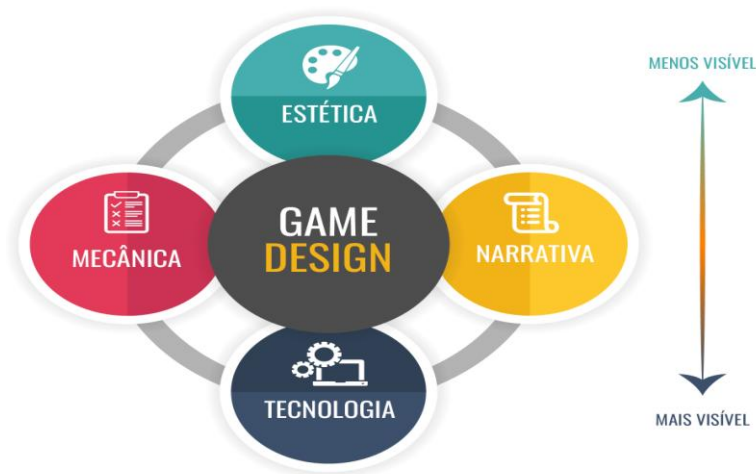 MENOS VISÍVEL
ESTÉTICA
MECÂNICA
GAME
DESIGN
NARRATIVA
TECNOLOGIA
MAIS VISÍVEL